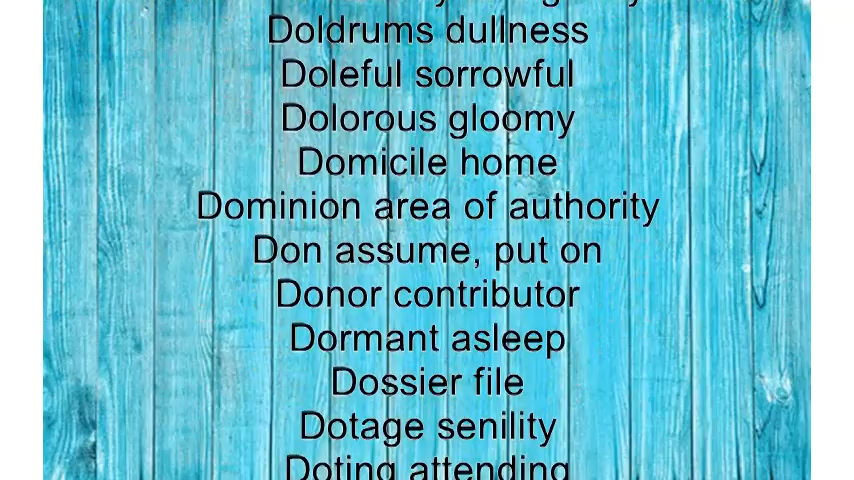 Doldrums dullness
Doleful sorrowful
Dolorous gloomy
Domicile home
Dominion area of authority
Don assume, put on
Donor contributor
Dormant asleep
Dossier file
Dotage senility
Doting attending